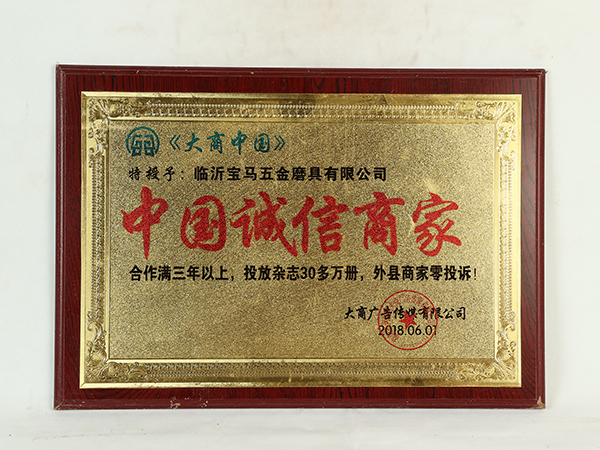 《大商中国》
特授予：临沂宝马五金磨具有限公司
中国诚信商家
合作满三年以上，投放杂志30多万册，外县商家零投诉！
大商广告传媒有限公司
2018.06.01